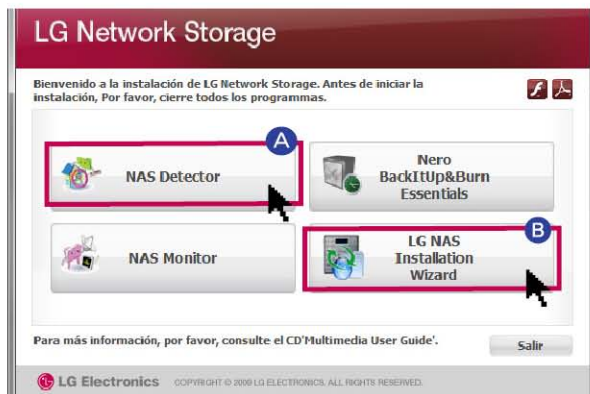 LG Network Storage
Bienvenido a la instalación de LG Network Storage. Antes de iniciar la
instalación, Por favor, cierre todos los programmas.
A
NAS Detector
Nero
BackItUp&Burn
Essentials
NAS Monitor
B
LG NAS
Installation
Wizard
Para más información, por favor, consulte el CD'Multimedia User Guide'.
Salir
LG LG Electronics COPYRIGHT © 2009 LG ELECTRONICS. ALL RIGHTS RESERVED.